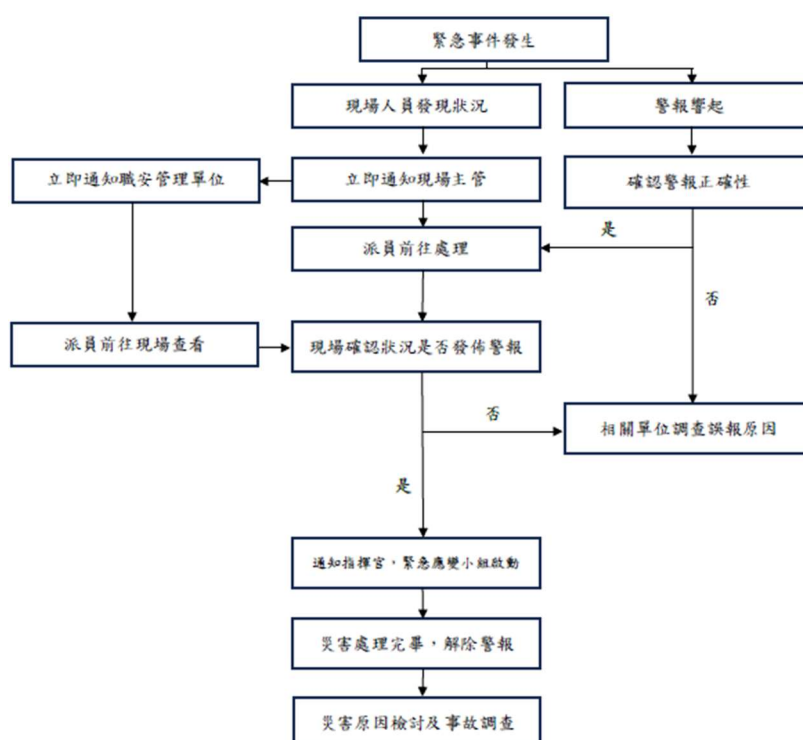 緊急事件發生
現場人員發現狀況
警報響起
立即通知職安管理單位
立即通知現場主管
確認警報正確性
是
派員前往處理
否
派員前往現場查看
現場確認狀況是否發佈警報
否
相關單位調查誤報原因
是
通知指揮官，緊急應變小組啟動
災害處理完畢，解除警報
災害原因檢討及事故調查